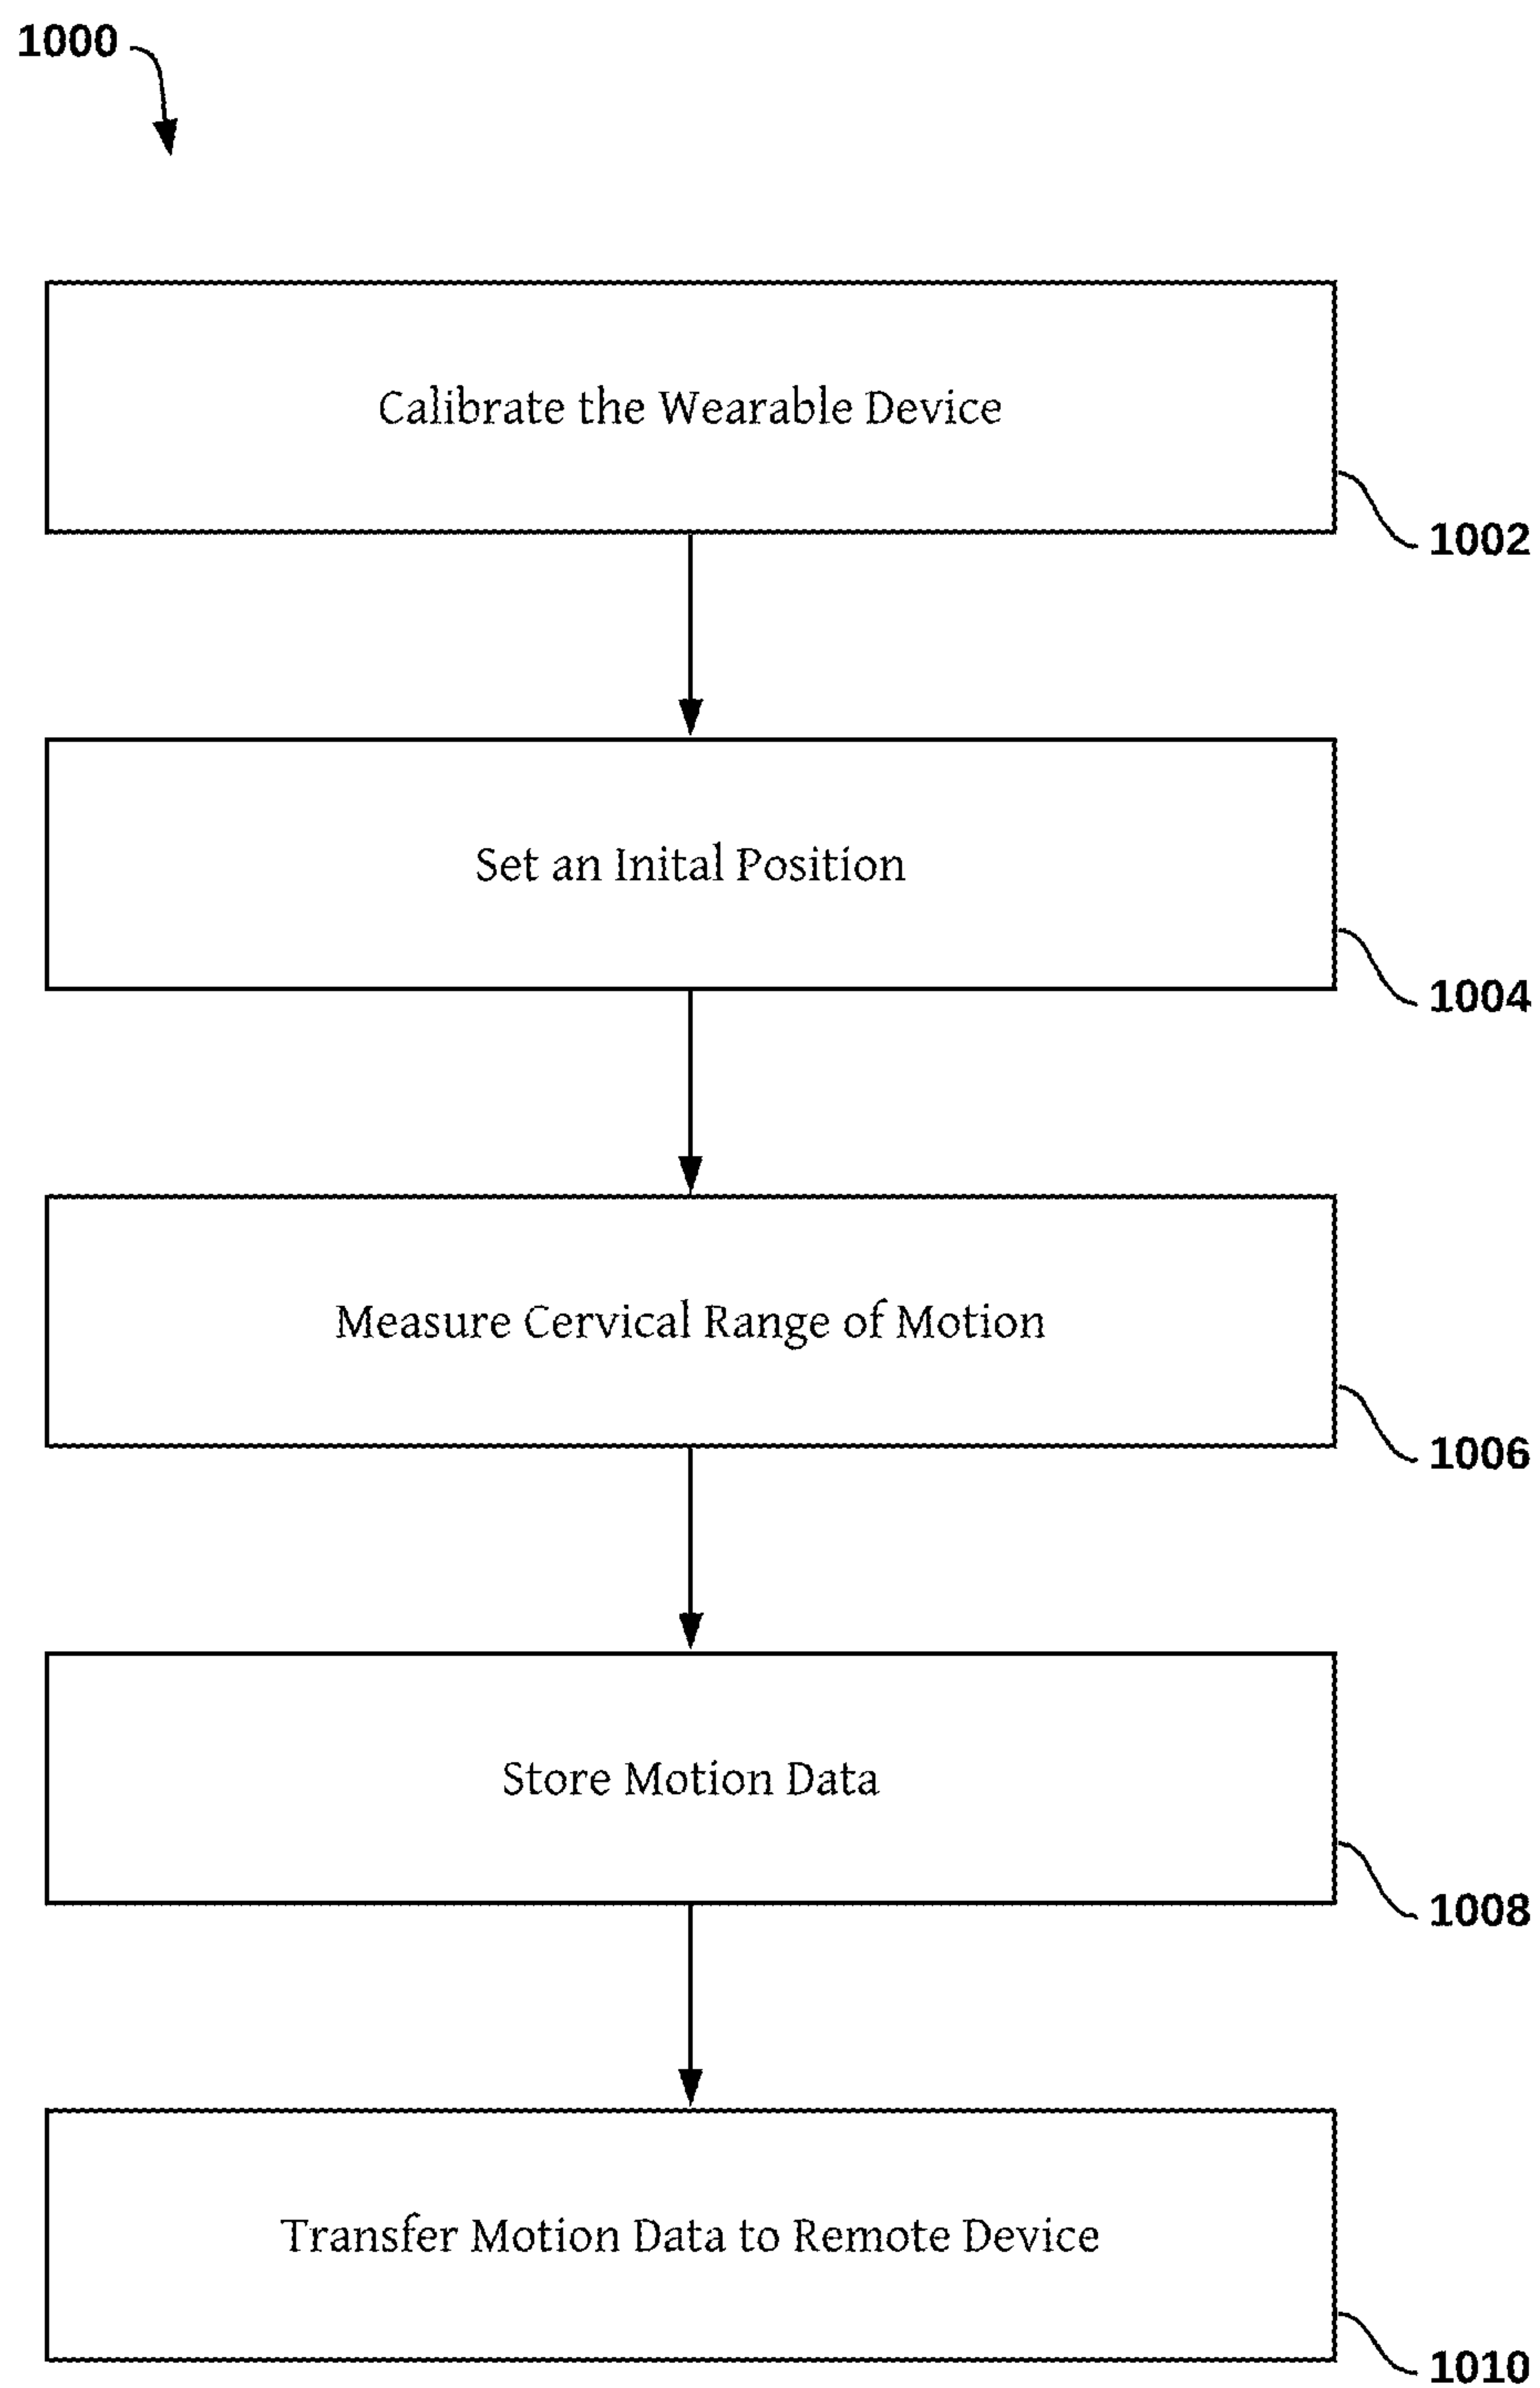 1000
Calibrate the Wearable Device
1002
Set an Inital Position
1004
Measure Cervical Range of Motion
1006
Store Motion Data
1008
Transfer Motion Data to Remote Device
1010